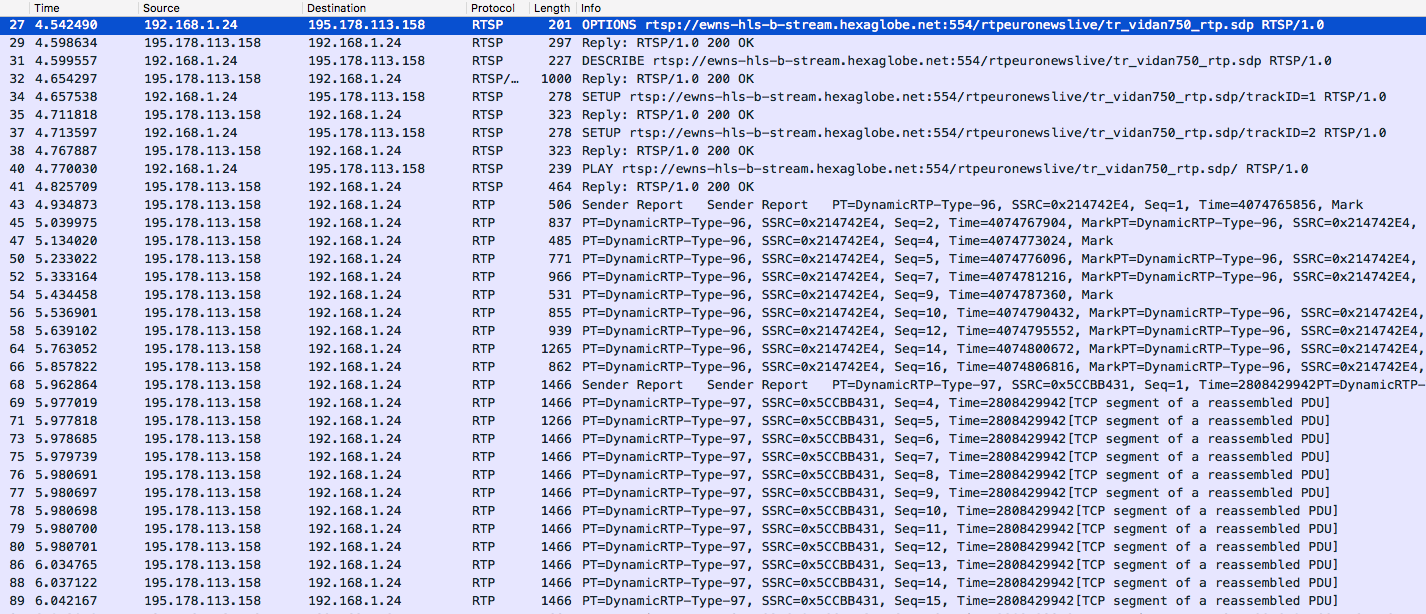 Time Source Destination Protocol Length Info
27 4.542490 192.168.1.24 195.178.113.158 RTSP 201 OPTIONS rtsp://ewns-hls-b-stream.hexaglobe.net:554/rtpeuronewslive/tr_vidan750_rtp.sdp RTSP/1.0
29 4.598634 195.178.113.158 192.168.1.24 RTSP 297 Reply: RTSP/1.0 200 OK
31 4.599557 192.168.1.24 195.178.113.158 RTSP 227 DESCRIBE rtsp://ewns-hls-b-stream.hexaglobe.net:554/rtpeuronewslive/tr_vidan750_rtp.sdp RTSP/1.0
32 4.654297 195.178.113.158 192.168.1.24 RTSP/… 1000 Reply: RTSP/1.0 200 OK
34 4.657538 192.168.1.24 195.178.113.158 RTSP 278 SETUP rtsp://ewns-hls-b-stream.hexaglobe.net:554/rtpeuronewslive/tr_vidan750_rtp.sdp/trackID=1 RTSP/1.0
35 4.711818 195.178.113.158 192.168.1.24 RTSP 323 Reply: RTSP/1.0 200 OK
37 4.713597 192.168.1.24 195.178.113.158 RTSP 278 SETUP rtsp://ewns-hls-b-stream.hexaglobe.net:554/rtpeuronewslive/tr_vidan750_rtp.sdp/trackID=2 RTSP/1.0
38 4.767887 195.178.113.158 192.168.1.24 RTSP 323 Reply: RTSP/1.0 200 OK
40 4.770030 192.168.1.24 195.178.113.158 RTSP 239 PLAY rtsp://ewns-hls-b-stream.hexaglobe.net:554/rtpeuronewslive/tr_vidan750_rtp.sdp/ RTSP/1.0
41 4.825709 195.178.113.158 192.168.1.24 RTSP 464 Reply: RTSP/1.0 200 OK
43 4.934873 195.178.113.158 192.168.1.24 RTP 506 Sender Report Sender Report PT=DynamicRTP-Type-96, SSRC=0x214742E4, Seq=1, Time=4074765856, Mark
45 5.039975 195.178.113.158 192.168.1.24 RTP 837 PT=DynamicRTP-Type-96, SSRC=0x214742E4, Seq=2, Time=4074767904, MarkPT=DynamicRTP-Type-96, SSRC=0x214742E4,
47 5.134020 195.178.113.158 192.168.1.24 RTP 485 PT=DynamicRTP-Type-96, SSRC=0x214742E4, Seq=4, Time=4074773024, Mark
50 5.233022 195.178.113.158 192.168.1.24 RTP 771 PT=DynamicRTP-Type-96, SSRC=0x214742E4, Seq=5, Time=4074776096, MarkPT=DynamicRTP-Type-96, SSRC=0x214742E4,
52 5.333164 195.178.113.158 192.168.1.24 RTP 966 PT=DynamicRTP-Type-96, SSRC=0x214742E4, Seq=7, Time=4074781216, MarkPT=DynamicRTP-Type-96, SSRC=0x214742E4,
54 5.434458 195.178.113.158 192.168.1.24 RTP 531 PT=DynamicRTP-Type-96, SSRC=0x214742E4, Seq=9, Time=4074787360, Mark
56 5.536901 195.178.113.158 192.168.1.24 RTP 855 PT=DynamicRTP-Type-96, SSRC=0x214742E4, Seq=10, Time=4074790432, MarkPT=DynamicRTP-Type-96, SSRC=0x214742E4,
58 5.639102 195.178.113.158 192.168.1.24 RTP 939 PT=DynamicRTP-Type-96, SSRC=0x214742E4, Seq=12, Time=4074795552, MarkPT=DynamicRTP-Type-96, SSRC=0x214742E4,
64 5.763052 195.178.113.158 192.168.1.24 RTP 1265 PT=DynamicRTP-Type-96, SSRC=0x214742E4, Seq=14, Time=4074800672, MarkPT=DynamicRTP-Type-96, SSRC=0x214742E4,
66 5.857822 195.178.113.158 192.168.1.24 RTP 862 PT=DynamicRTP-Type-96, SSRC=0x214742E4, Seq=16, Time=4074806816, MarkPT=DynamicRTP-Type-96, SSRC=0x214742E4,
68 5.962864 195.178.113.158 192.168.1.24 RTP 1466 Sender Report Sender Report PT=DynamicRTP-Type-97, SSRC=0x5CCBB431, Seq=1, Time=2808429942PT=DynamicRTP-
69 5.977019 195.178.113.158 192.168.1.24 RTP 1466 PT=DynamicRTP-Type-97, SSRC=0x5CCBB431, Seq=4, Time=2808429942[TCP segment of a reassembled PDU]
71 5.977818 195.178.113.158 192.168.1.24 RTP 1266 PT=DynamicRTP-Type-97, SSRC=0x5CCBB431, Seq=5, Time=2808429942[TCP segment of a reassembled PDU]
73 5.978685 195.178.113.158 192.168.1.24 RTP 1466 PT=DynamicRTP-Type-97, SSRC=0x5CCBB431, Seq=6, Time=2808429942[TCP segment of a reassembled PDU]
75 5.979739 195.178.113.158 192.168.1.24 RTP 1466 PT=DynamicRTP-Type-97, SSRC=0x5CCBB431, Seq=7, Time=2808429942[TCP segment of a reassembled PDU]
76 5.980691 195.178.113.158 192.168.1.24 RTP 1466 PT=DynamicRTP-Type-97, SSRC=0x5CCBB431, Seq=8, Time=2808429942[TCP segment of a reassembled PDU]
77 5.980697 195.178.113.158 192.168.1.24 RTP 1466 PT=DynamicRTP-Type-97, SSRC=0x5CCBB431, Seq=9, Time=2808429942[TCP segment of a reassembled PDU]
78 5.980698 195.178.113.158 192.168.1.24 RTP 1466 PT=DynamicRTP-Type-97, SSRC=0x5CCBB431, Seq=10, Time=2808429942[TCP segment of a reassembled PDU]
79 5.980700 195.178.113.158 192.168.1.24 RTP 1466 PT=DynamicRTP-Type-97, SSRC=0x5CCBB431, Seq=11, Time=2808429942[TCP segment of a reassembled PDU]
80 5.980701 195.178.113.158 192.168.1.24 RTP 1466 PT=DynamicRTP-Type-97, SSRC=0x5CCBB431, Seq=12, Time=2808429942[TCP segment of a reassembled PDU]
86 6.034765 195.178.113.158 192.168.1.24 RTP 1466 PT=DynamicRTP-Type-97, SSRC=0x5CCBB431, Seq=13, Time=2808429942[TCP segment of a reassembled PDU]
88 6.037122 195.178.113.158 192.168.1.24 RTP 1466 PT=DynamicRTP-Type-97, SSRC=0x5CCBB431, Seq=14, Time=2808429942[TCP segment of a reassembled PDU]
89 6.042167 195.178.113.158 192.168.1.24 RTP 1466 PT=DynamicRTP-Type-97, SSRC=0x5CCBB431, Seq=15, Time=2808429942[TCP segment of a reassembled PDU]